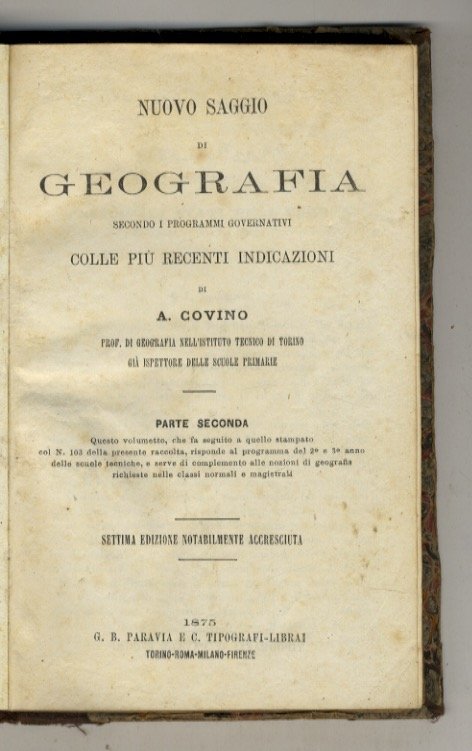 NUOVO SAGGIO
DI
GEOGRAFIA
SECONDO I PROGRAMMI GOVERNATIVI
COLLE PIÙ RECENTI INDICAZIONI
DI
A. COVINO
PROF. DI GEOGRAFIA NELL'ISTITUTO TECNICO DI TORINO
GIÀ ISPETTORE DELLE SCUOLE PRIMARIE
PARTE SECONDA
Questo volumetto, che fa seguito a quello stampato
col N. 103 della presente raccolta, risponde al programma del 2º e 3º anno
delle scuole tecniche, e serve di complemento alle nozioni di geografia
richieste nelle classi normali e magistrali
SETTIMA EDIZIONE NOTABILMENTE ACCRESCIUTA
1875
G. B. PARAVIA E C. TIPOGRAFI-LIBRAI
TORINO-ROMA-MILANO-FIRENZE